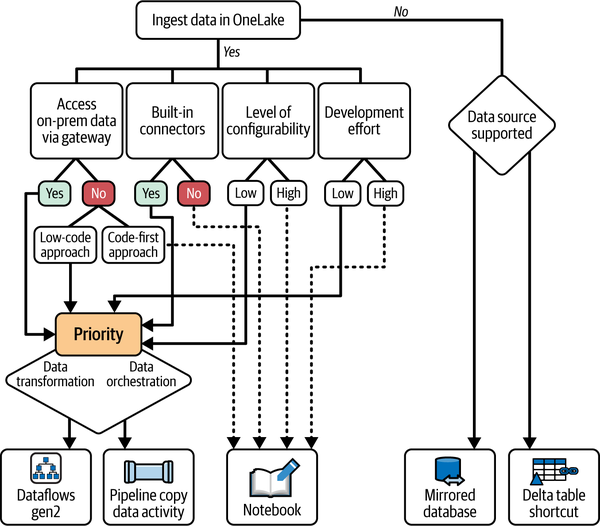 Ingest data in OneLake
No
Yes
Access
on-prem data
via gateway
Built-in
connectors
Level of
configurability
Development
effort
Data source
supported
Yes
No
Yes
No
Low
High
Low
High
Low-code
approach
Code-first
approach
Priority
Data
transformation
Data
orchestration
Dataflows
gen2
Pipeline copy
data activity
Notebook
Mirrored
database
Delta table
shortcut